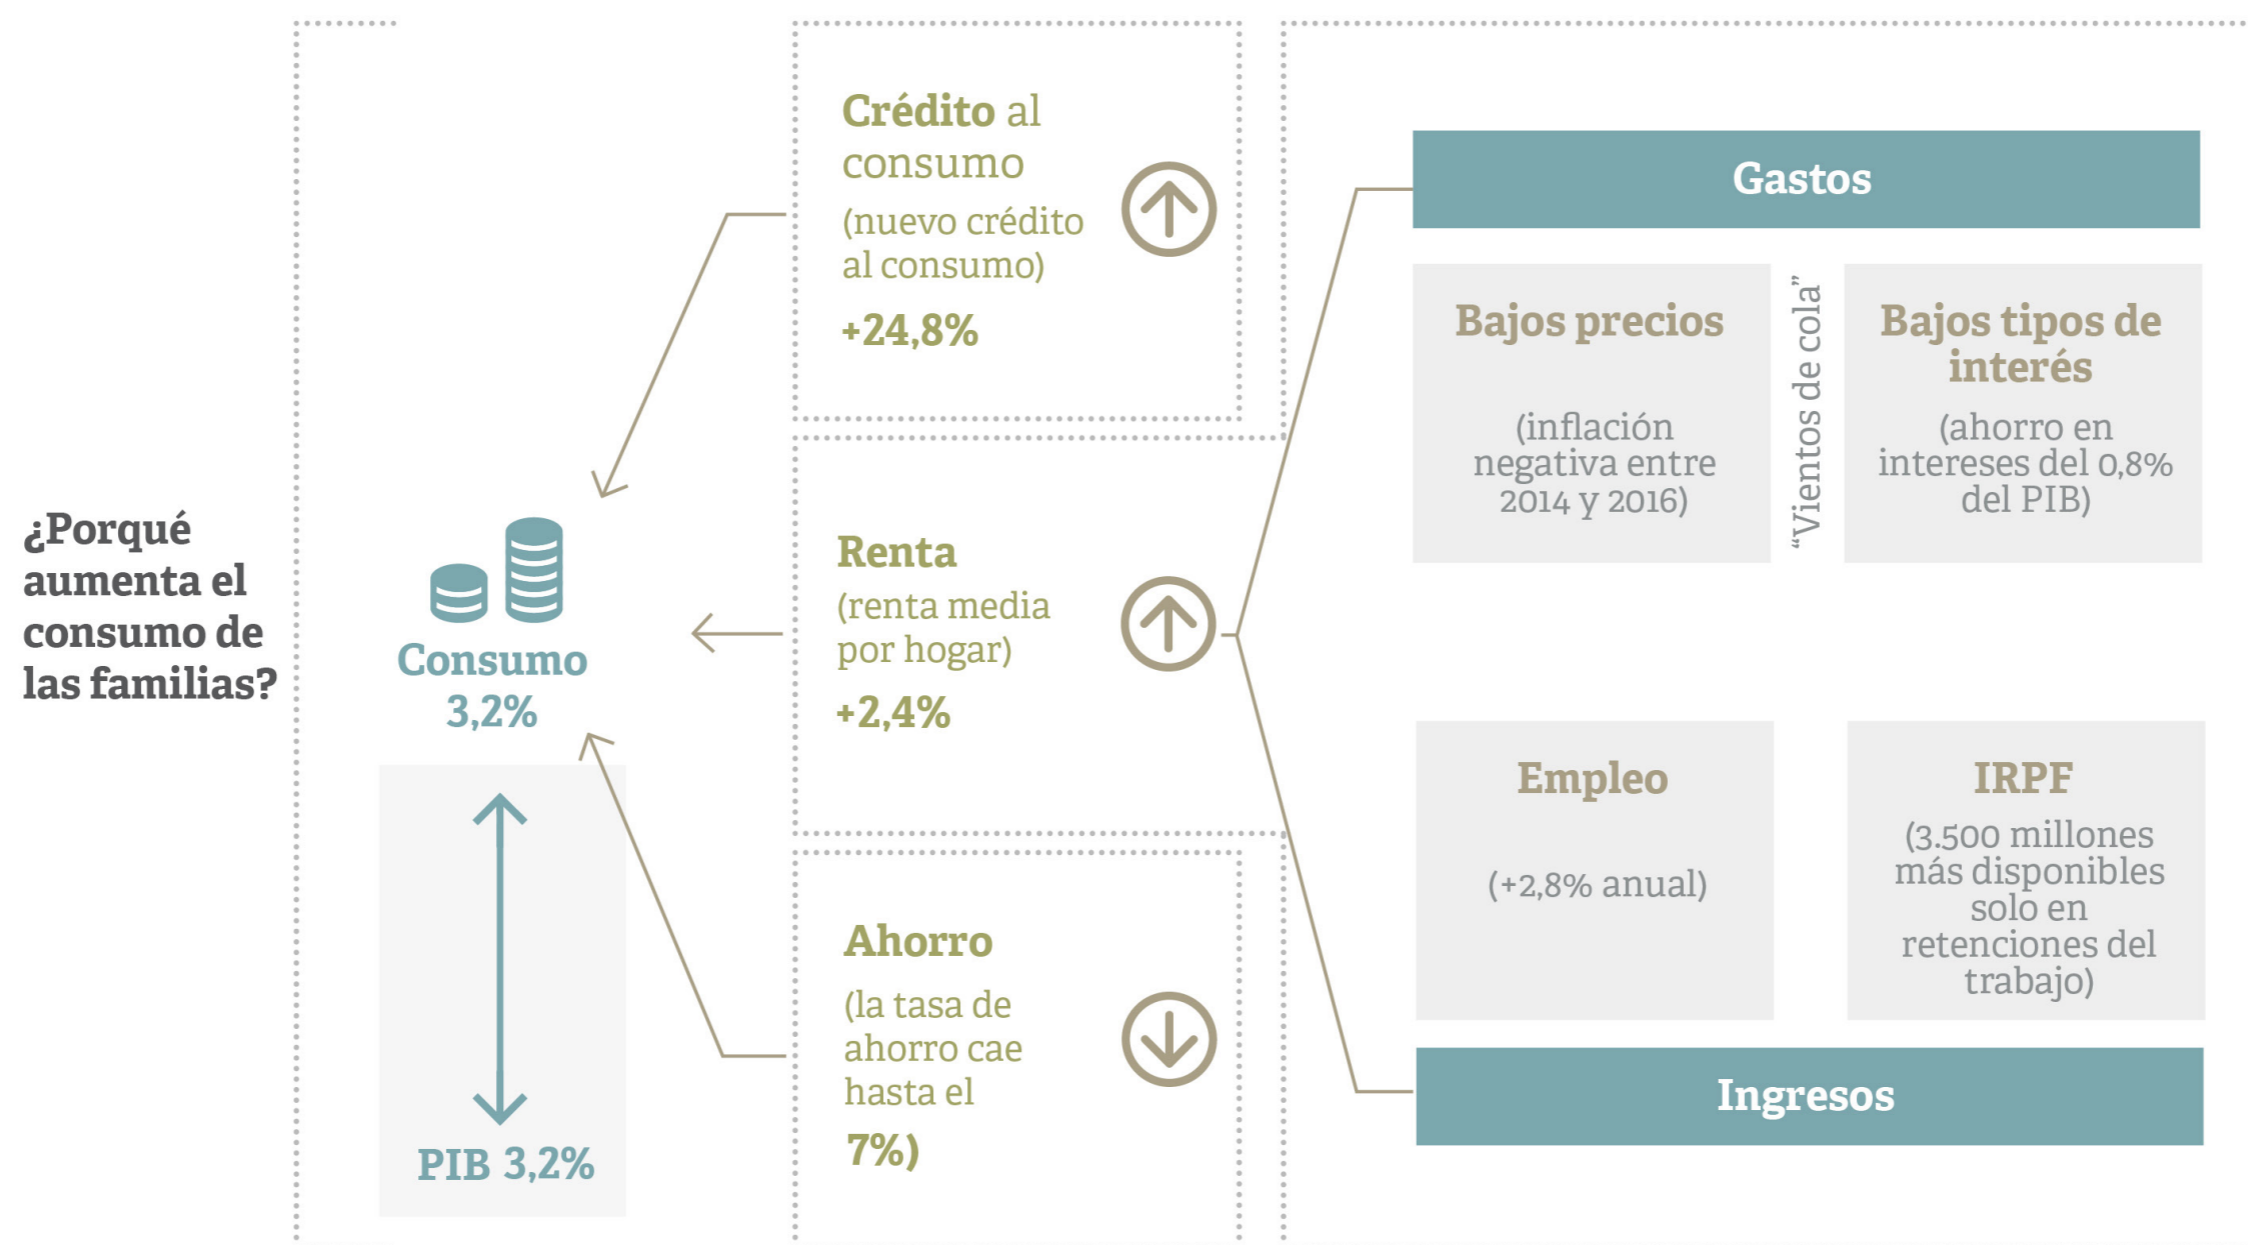 ¿Porqué
aumenta el
consumo de
las familias?
Consumo
3,2%
PIB 3,2%
Crédito al
consumo
(nuevo crédito
al consumo)
+24,8%
Renta
(renta media
por hogar)
+2,4%
Ahorro
(la tasa de
ahorro cae
hasta el
7%)
Gastos
Bajos precios
(inflación
negativa entre
2014 y 2016)
“Vientos de cola”
Bajos tipos de
interés
(ahorro en
intereses del 0,8%
del PIB)
Empleo
(+2,8% anual)
IRPF
(3.500 millones
más disponibles
solo en
retenciones del
trabajo)
Ingresos